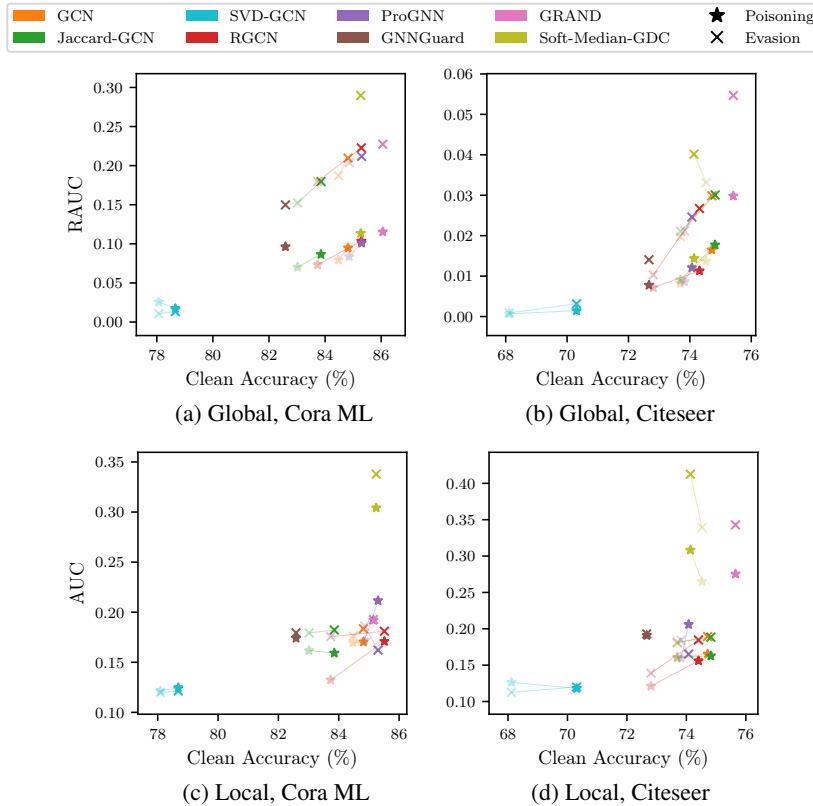 GCN SVD-GCN ProGNN GRAND Poisoning
Jaccard-GCN RGCN GNNGuard Soft-Median-GDC Evasion
0.30
0.25
0.20
0.15
0.10
0.05
0.00
RAUC
78 80 82 84 86
Clean Accuracy (%)
(a) Global, Cora ML
0.06
0.05
0.04
0.03
0.02
0.01
0.00
68 70 72 74 76
Clean Accuracy (%)
(b) Global, Citeseer
0.35
0.30
0.25
0.20
0.15
0.10
AUC
78 80 82 84 86
Clean Accuracy (%)
(c) Local, Cora ML
0.40
0.35
0.30
0.25
0.20
0.15
0.10
68 70 72 74 76
Clean Accuracy (%)
(d) Local, Citeseer